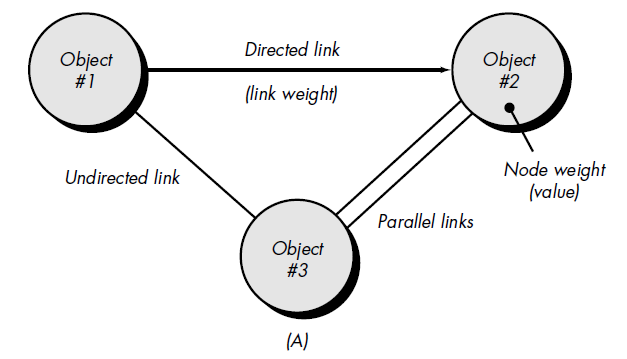 Object
#1
Directed link
(link weight)
Object
#2
Undirected link
Node weight
(value)
Parallel links
Object
#3
(A)